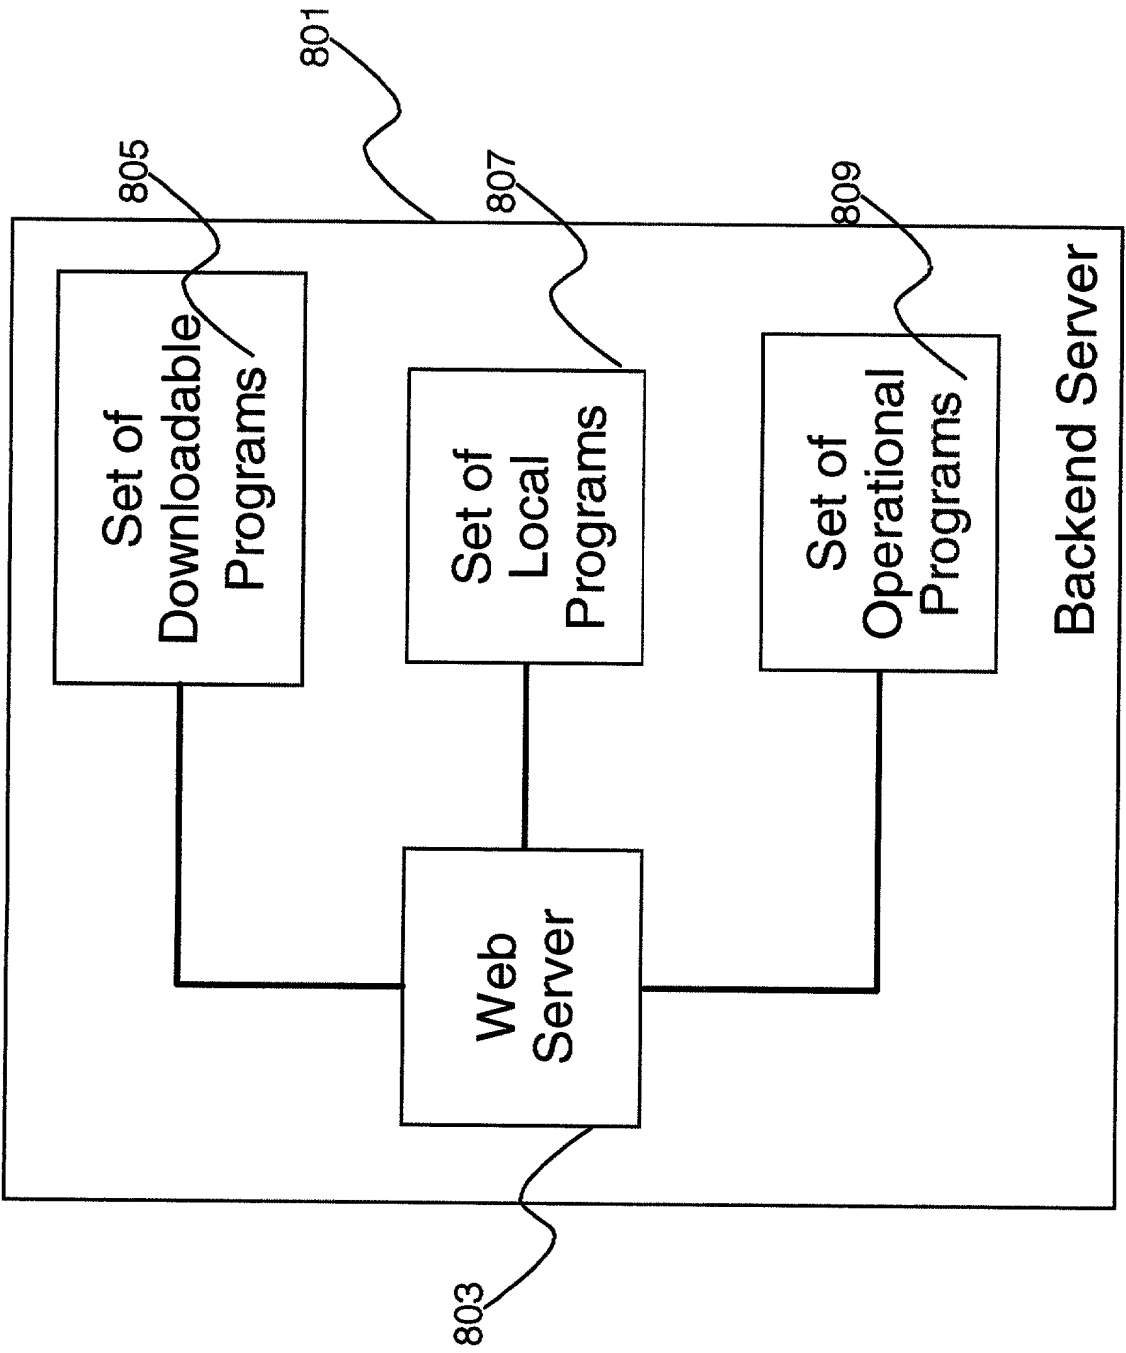 801
805
Set of
Downloadable
Programs
807
Set of
Local
Programs
809
Set of
Operational
Programs
Web
Server
803
Backend Server